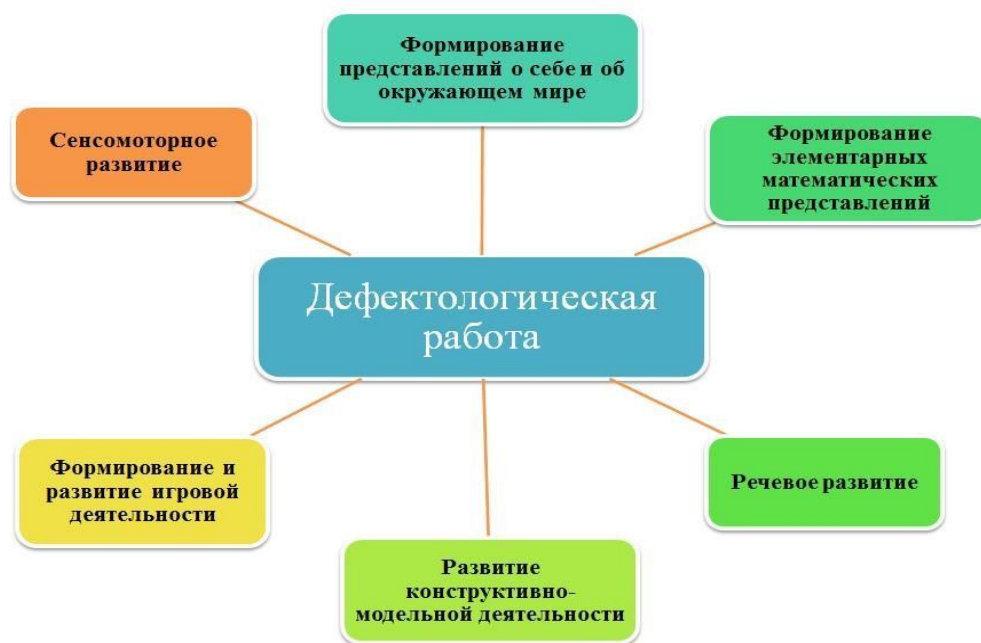 Формирование
представлений о себе и об
окружающем мире
Сенсомоторное
развитие
Формирование
элементарных
математических
представлений
Дефектологическая
работа
Формирование и
развитие игровой
деятельности
Речевое развитие
Развитие
конструктивно-
модельной деятельности